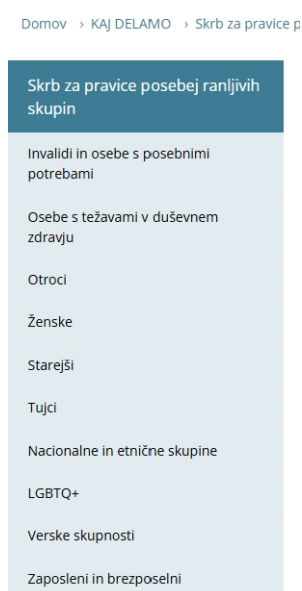 Domov › KAJ DELAMO › Skrb za pravice p
Skrb za pravice posebej ranljivih
skupin
Invalidi in osebe s posebnimi
potrebami
Osebe s težavami v duševnem
zdravju
Otroci
Ženske
Starejši
Tujci
Nacionalne in etnične skupine
LGBTQ+
Verske skupnosti
Zaposleni in brezposelni